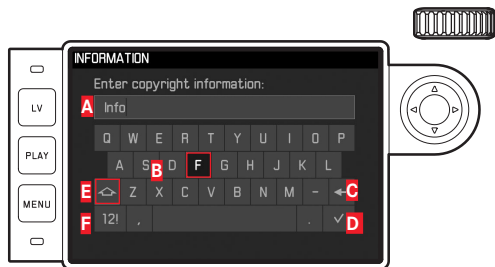 INFORMATION
Enter copyright information:
A Info
LV
PLAY
MENU
Q W E R T Y U I O P
A S B D F G H J K L
E Z X C V B N M - C
F 12! , . D